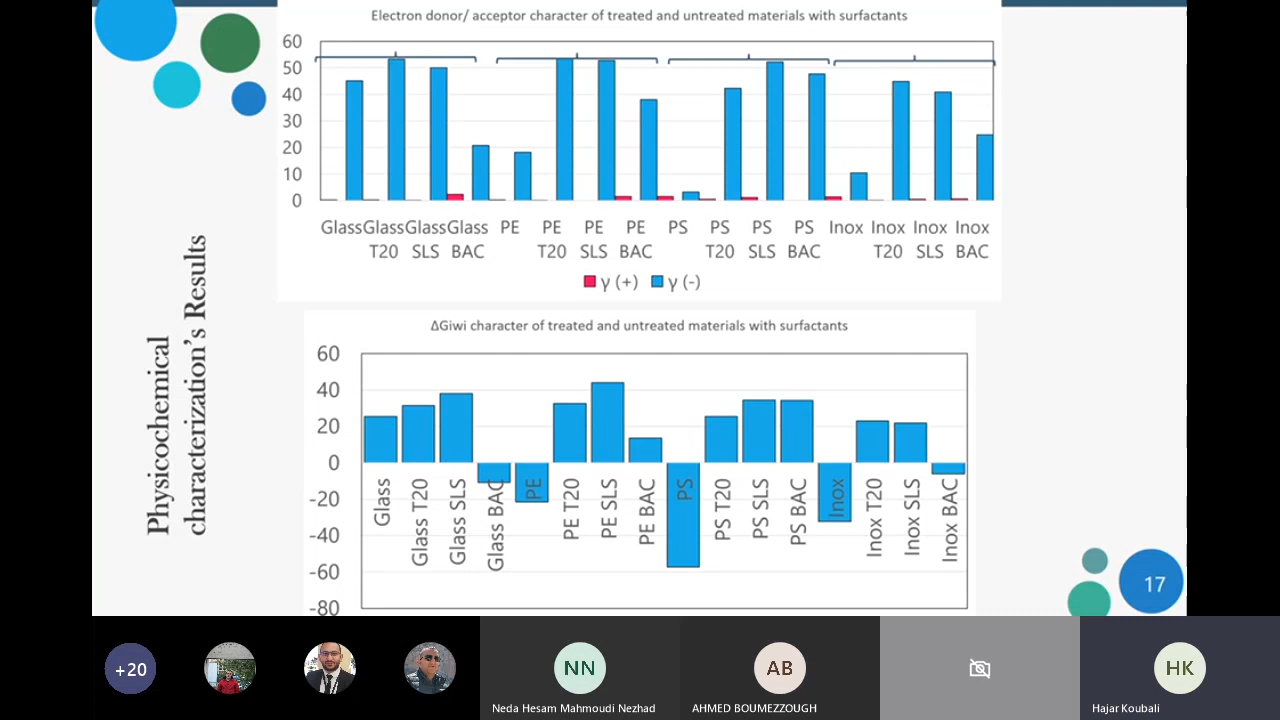 Electron donor/ acceptor character of treated and untreated materials with surfactants
60
50
40
30
20
10
0
Glass Glass Glass Glass PE PE PE PE PS PS PS PS Inox Inox Inox Inox
T20 SLS BAC T20 SLS BAC T20 SLS BAC T20 SLS BAC
γ (+) γ (-)
Physicochemical
characterization's Results
ΔGiwi character of treated and untreated materials with surfactants
60
40
20
0
-20
-40
-60
-80
Glass
Glass T20
Glass SLS
Glass BAC
PE
PE T20
PE SLS
PE BAC
PS
PS T20
PS SLS
PS BAC
Inox
Inox T20
Inox SLS
Inox BAC
17
+20
NN
Neda Hesam Mahmoudi Nezhad
AB
AHMED BOUMEZZOUGH
HK
Hajar Koubali